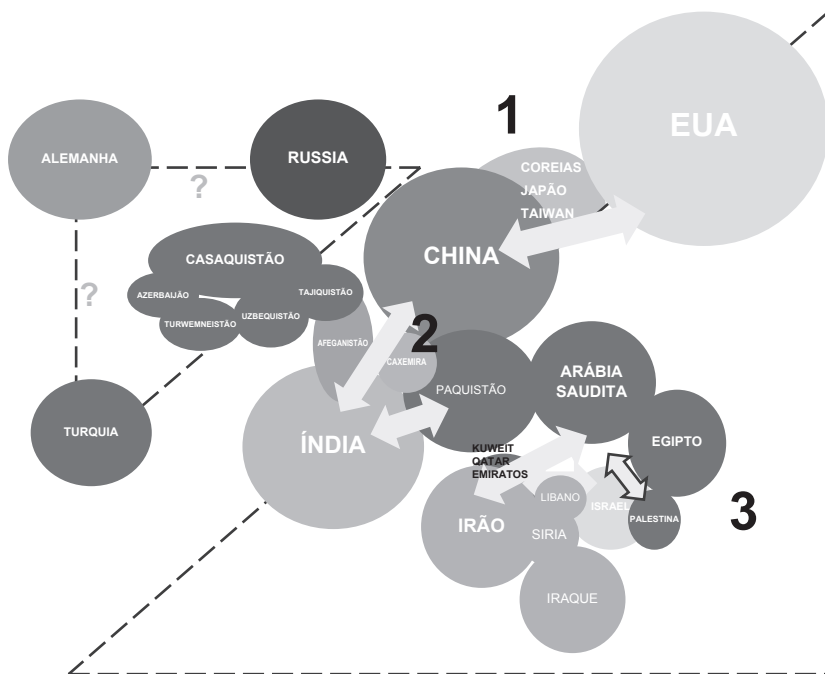 1
EUA
ALEMANHA
RUSSIA
COREIAS
JAPÃO
TAIWAN
?
CHINA
CASAQUISTÃO
?
AZERBAIJÃO
TAJIQUISTÃO
TURWEMNEISTÃO
UZBEQUISTÃO
AFEGANISTÃO
2
CAXEMIRA
PAQUISTÃO
ARÁBIA
SAUDITA
TURQUIA
ÍNDIA
EGIPTO
KUWEIT
QATAR
EMIRATOS
LIBANO
ISRAEL
PALESTINA
3
IRÃO
SIRIA
IRAQUE